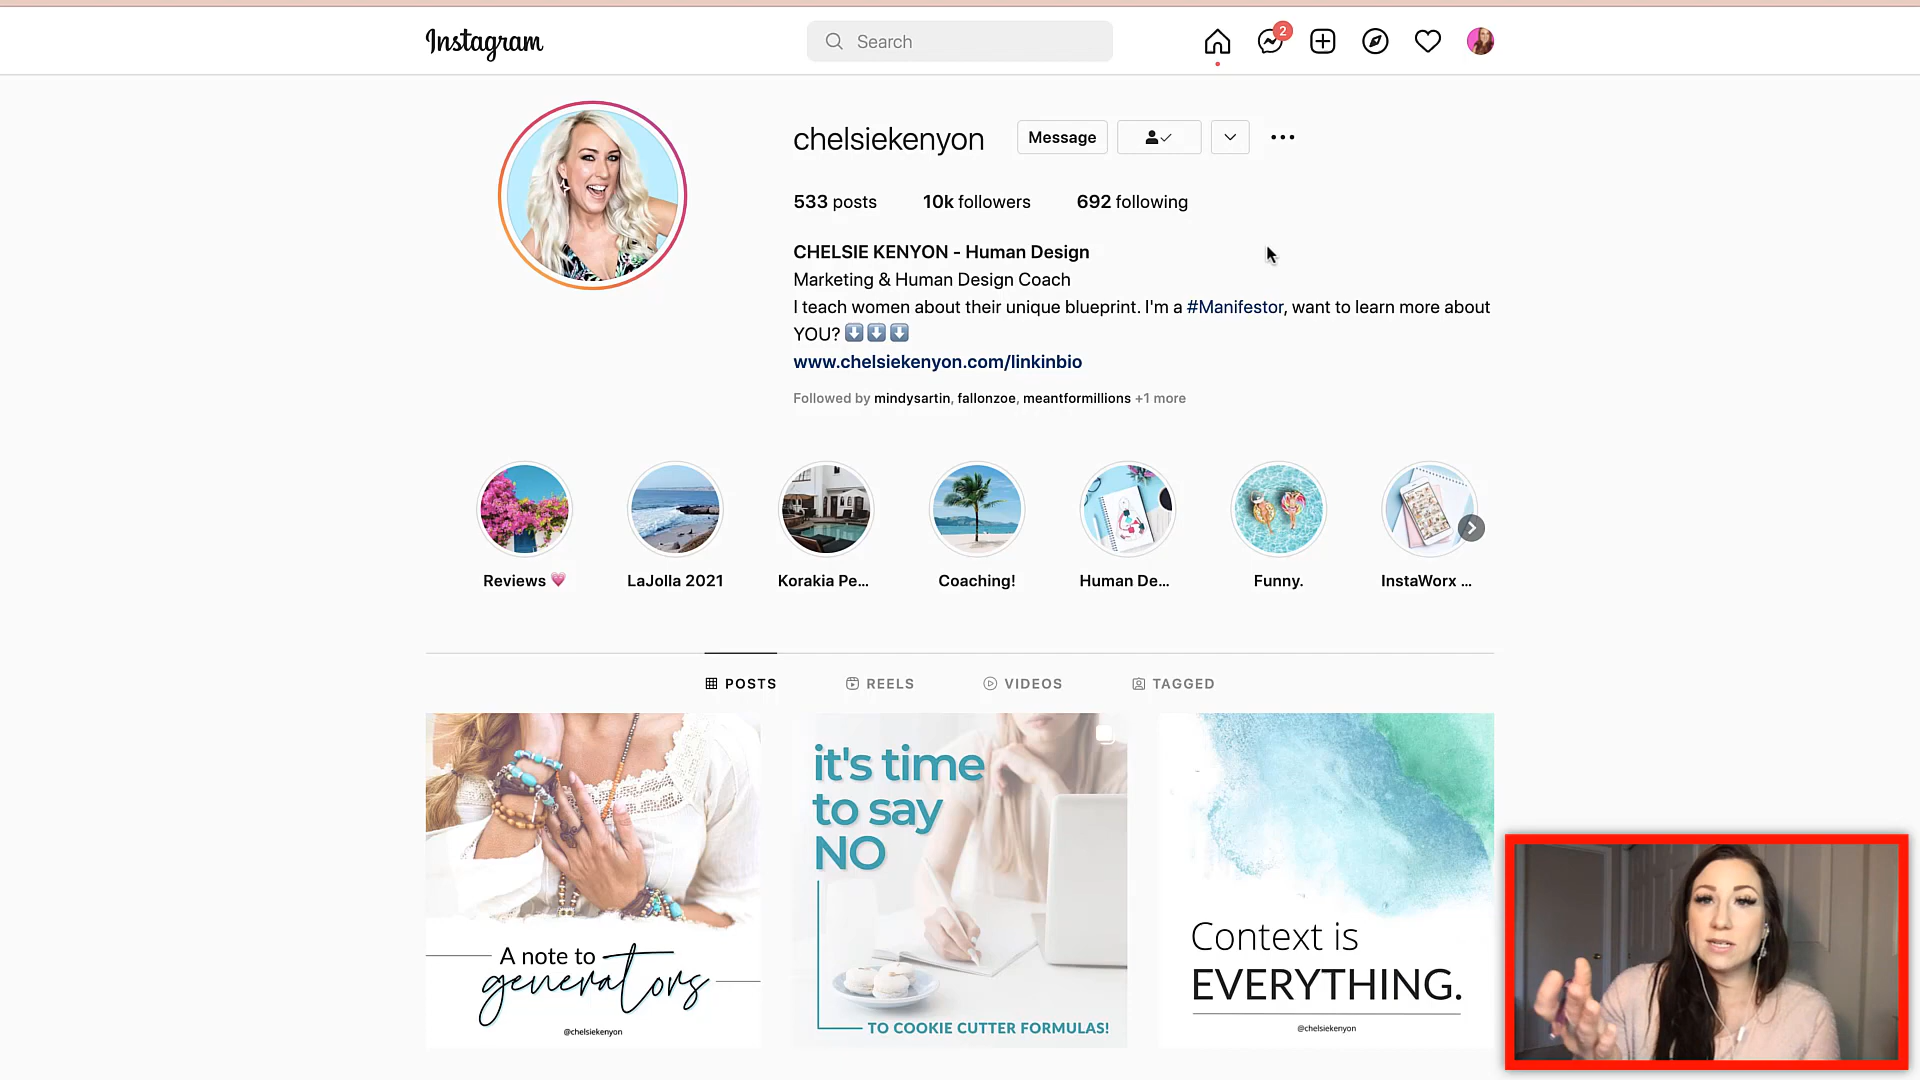 Instagram
Search
2
chelsiekenyon
Message
533 posts
10k followers
692 following
CHELSIE KENYON - Human Design
Marketing & Human Design Coach
I teach women about their unique blueprint. I'm a #Manifestor, want to learn more about
YOU? ⬇️⬇️⬇️
www.chelsiekenyon.com/linkinbio
Followed by mindysartin, fallonzoe, meantformillions +1 more
Reviews 💗
LaJolla 2021
Korakia Pe...
Coaching!
Human De...
Funny.
InstaWorx ...
POSTS
REELS
VIDEOS
TAGGED
A note to
generators
@chelsiekenyon
it's time
to say
NO
TO COOKIE CUTTER FORMULAS!
Context is
EVERYTHING.
@chelsiekenyon